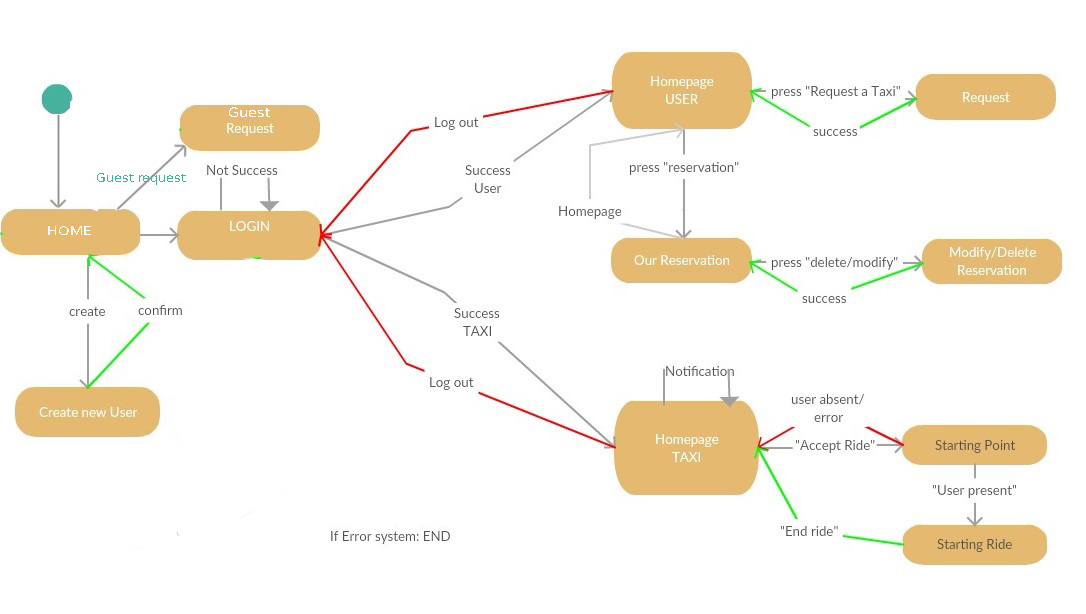 Homepage
USER
press "Request a Taxi"
Request
success
Guest
Request
Log out
Guest request
Not Success
Success
User
press "reservation"
HOME
LOGIN
Homepage
Our Reservation
press "delete/modify"
Modify/Delete
Reservation
success
create
confirm
Success
TAXI
Log out
Create new User
Notification
Homepage
TAXI
user absent/
error
"Accept Ride"
Starting Point
"User present"
"End ride"
Starting Ride
If Error system: END